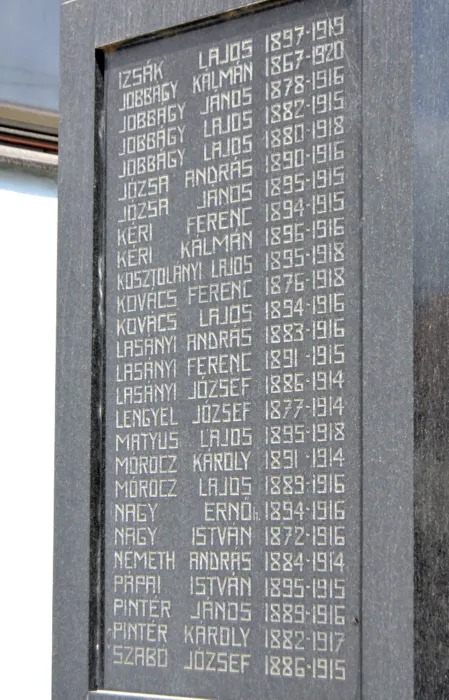 IZSÁK LAJOS 1897-1919
JOBBÁGY KÁLMÁN 1867-1920
JOBBÁGY JÁNOS 1878-1916
JOBBÁGY LAJOS 1882-1915
JOBBÁGY LAJOS 1880-1918
JÓZSA ANDRÁS 1890-1916
JÓZSA JÁNOS 1895-1915
KÉRI FERENC 1894-1915
KÉRI KÁLMÁN 1896-1916
KOSZTOLÁNYI LAJOS 1895-1918
KOVÁCS FERENC 1876-1918
KOVÁCS LAJOS 1894-1916
LASÁNYI ANDRÁS 1883-1916
LASÁNYI FERENC 1891-1915
LASÁNYI JÓZSEF 1886-1914
LENGYEL JÓZSEF 1877-1914
MATYUS LAJOS 1895-1918
MÓROCZ KÁROLY 1891-1914
MÓROCZ LAJOS 1889-1916
NAGY ERNŐ h. 1894-1916
NAGY ISTVÁN 1872-1916
NÉMETH ANDRÁS 1884-1914
PÁPAI ISTVÁN 1895-1915
PINTÉR JÁNOS 1889-1916
PINTÉR KÁROLY 1882-1917
SZABÓ JÓZSEF 1886-1915